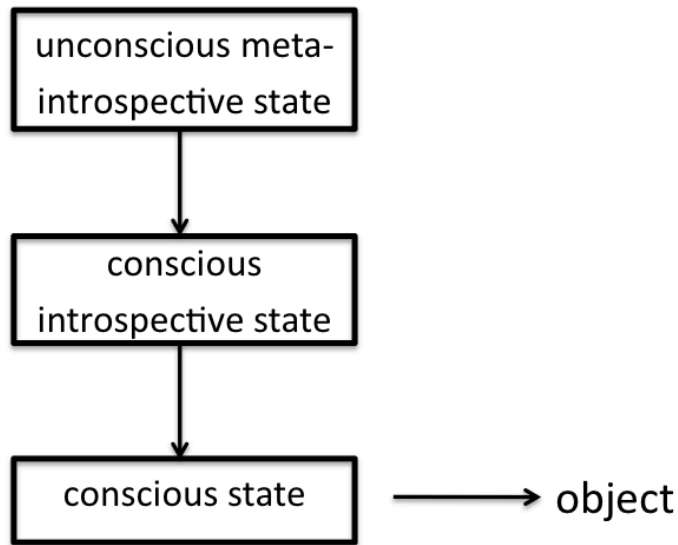 unconscious meta-
introspective state
conscious
introspective state
conscious state
object